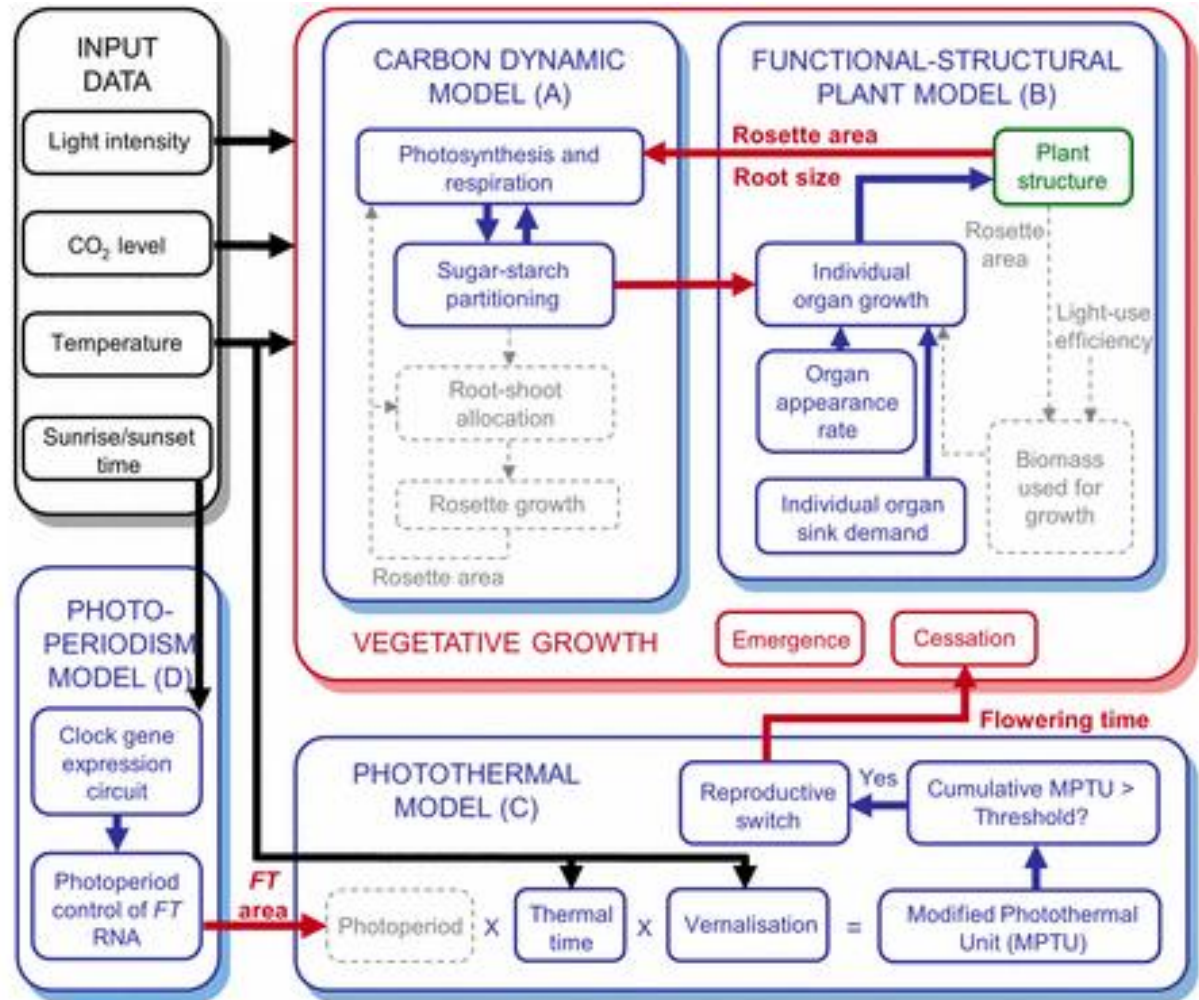 INPUT
DATA
Light intensity
CO2 level
Temperature
Sunrise/sunset
time
CARBON DYNAMIC
MODEL (A)
Photosynthesis and
respiration
Sugar-starch
partitioning
Root-shoot
allocation
Rosette growth
Rosette area
FUNCTIONAL-STRUCTURAL
PLANT MODEL (B)
Rosette area
Root size
Plant
structure
Individual
organ growth
Rosette
area
Light-use
efficiency
Organ
appearance
rate
Individual organ
sink demand
Biomass
used for
growth
VEGETATIVE GROWTH
Emergence
Cessation
Flowering time
PHOTO-
PERIODISM
MODEL (D)
Clock gene
expression
circuit
Photoperiod
control of FT
RNA
FT
area
PHOTOTHERMAL
MODEL (C)
Reproductive
switch
Yes
Cumulative MPTU >
Threshold?
Photoperiod
X
Thermal
time
X
Vernalisation
=
Modified Photothermal
Unit (MPTU)